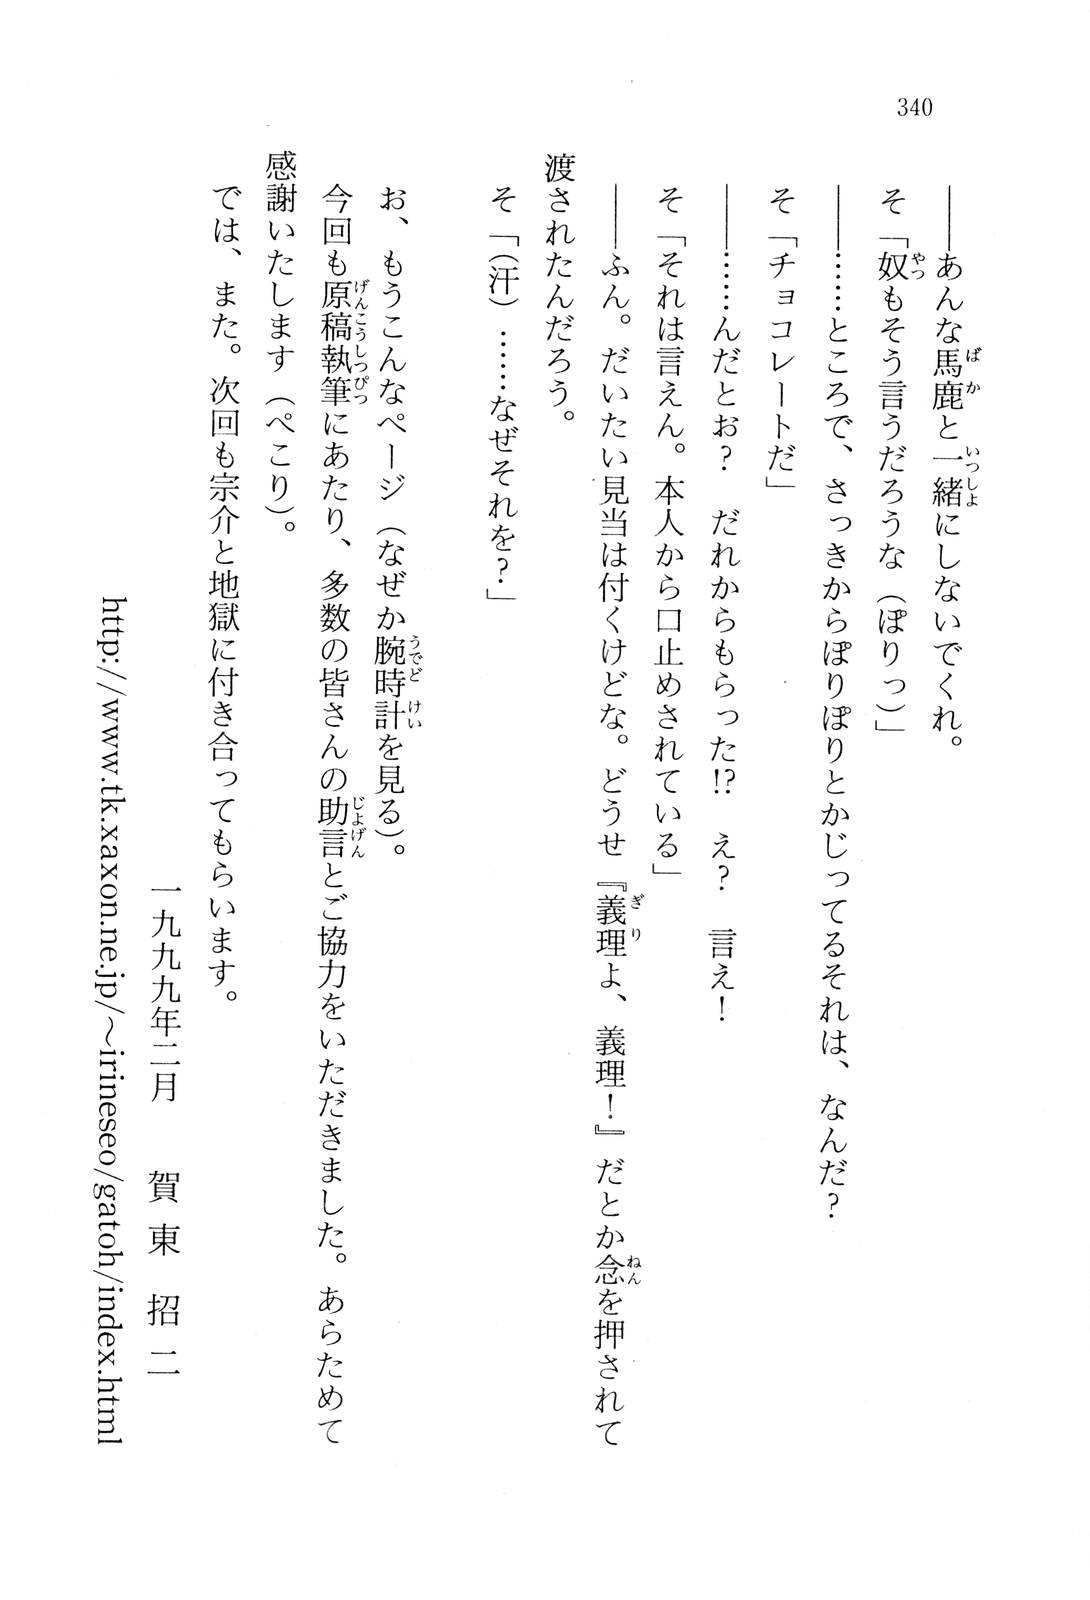 340
――あんな馬鹿と一緒にしないでくれ。
そ「奴もそう言うだろうな（ぽりっ）」
――……ところで、さっきからぽりぽりとかじってるそれは、なんだ？
そ「チョコレートだ」
――……んだとお？　だれからもらった!?　え？　言え！
そ「それは言えん。本人から口止めされている」
――ふん。だいたい見当は付くけどな。どうせ『義理よ、義理！』だとか念を押されて
渡されたんだろう。
そ「（汗）……なぜそれを？」
お、もうこんなページ（なぜか腕時計を見る）。
今回も原稿執筆にあたり、多数の皆さんの助言とご協力をいただきました。あらためて
感謝いたします（ぺこり）。
では、また。次回も宗介と地獄に付き合ってもらいます。
一九九九年二月　賀東招二
http://www.tk.xaxon.ne.jp/～irineseo/gatoh/index.html